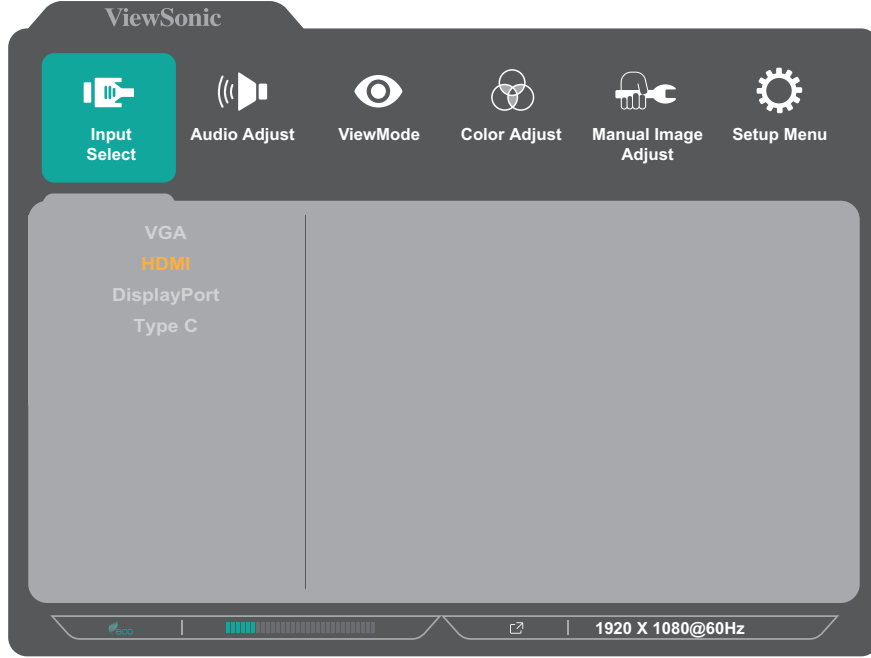 ViewSonic
Input
Select
Audio Adjust
ViewMode
Color Adjust
Manual Image
Adjust
Setup Menu
VGA
HDMI
DisplayPort
Type C
eco
1920 X 1080@60Hz